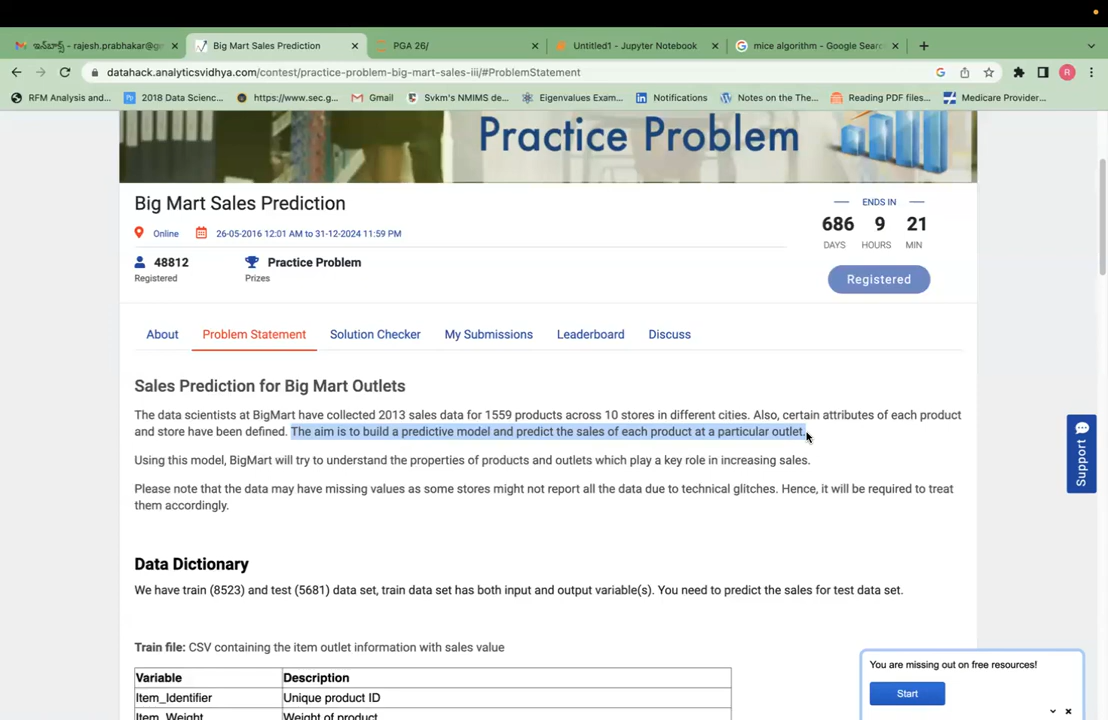 ఇన్‌బాక్స్ - rajesh.prabhakar@gr
Big Mart Sales Prediction
PGA 26/
Untitled1 - Jupyter Notebook
mice algorithm - Google Searc
datahack.analyticsvidhya.com/contest/practice-problem-big-mart-sales-iii/#ProblemStatement
R
RFM Analysis and...
2018 Data Scienc...
https://www.sec.g...
Gmail
Svkm's NMIMS de...
Eigenvalues Exam...
Notifications
Notes on the The...
Reading PDF files...
Medicare Provider...
Practice Problem
Big Mart Sales Prediction
Online
26-05-2016 12:01 AM to 31-12-2024 11:59 PM
48812
Registered
Practice Problem
Prizes
ENDS IN
686 9 21
DAYS HOURS MIN
Registered
About Problem Statement Solution Checker My Submissions Leaderboard Discuss
Sales Prediction for Big Mart Outlets
The data scientists at BigMart have collected 2013 sales data for 1559 products across 10 stores in different cities. Also, certain attributes of each product
and store have been defined. The aim is to build a predictive model and predict the sales of each product at a particular outlet.
Using this model, BigMart will try to understand the properties of products and outlets which play a key role in increasing sales.
Please note that the data may have missing values as some stores might not report all the data due to technical glitches. Hence, it will be required to treat
them accordingly.
Data Dictionary
We have train (8523) and test (5681) data set, train data set has both input and output variable(s). You need to predict the sales for test data set.
Train file: CSV containing the item outlet information with sales value
Variable Description
Item_Identifier Unique product ID
Item_Weight Weight of product
Support
You are missing out on free resources!
Start